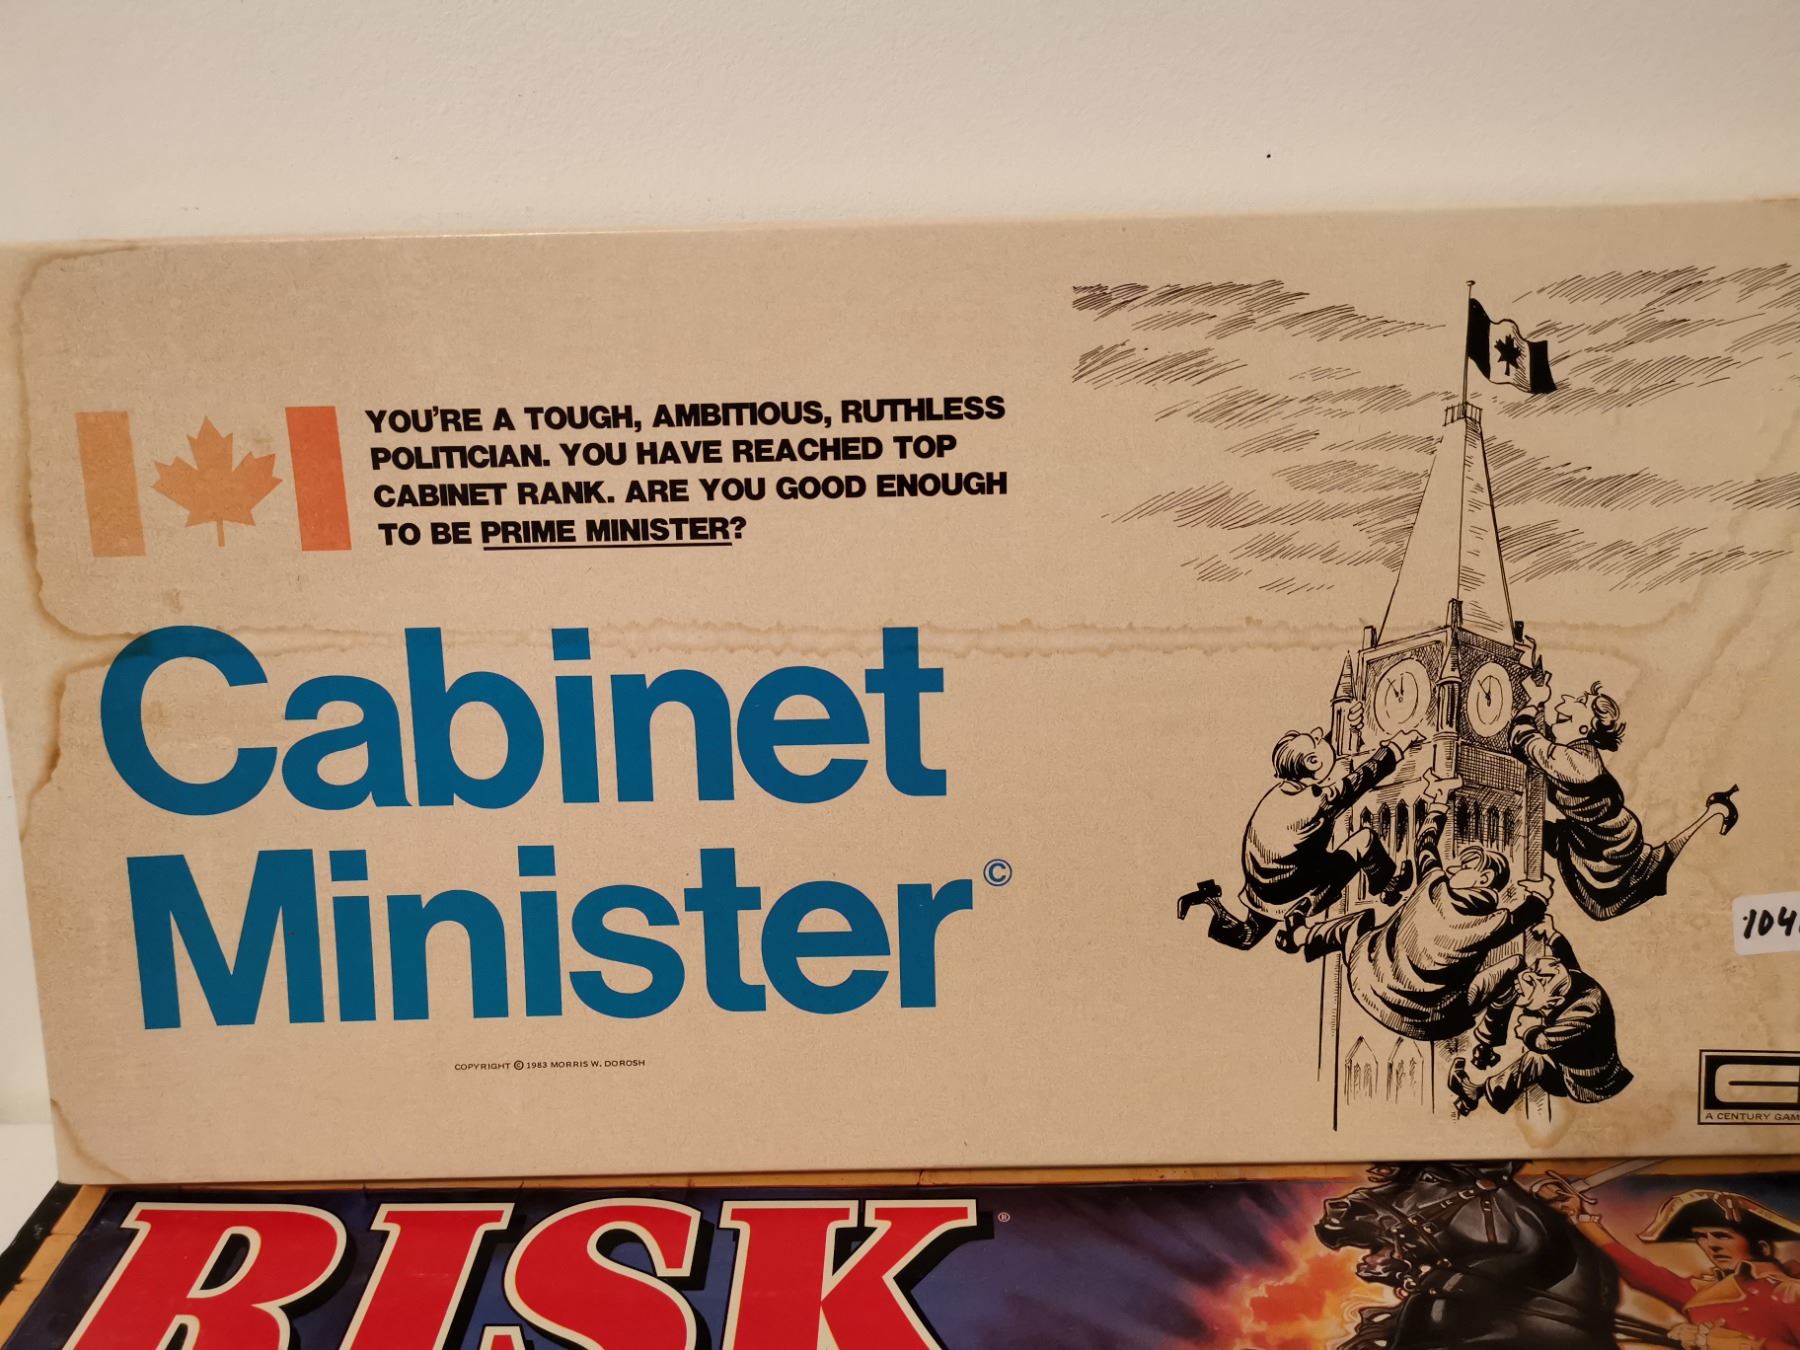 YOU'RE A TOUGH, AMBITIOUS, RUTHLESS
POLITICIAN. YOU HAVE REACHED TOP
CABINET RANK. ARE YOU GOOD ENOUGH
TO BE PRIME MINISTER?
Cabinet
Minister©
COPYRIGHT © 1983 MORRIS W. DOROSH
A CENTURY
RISK®